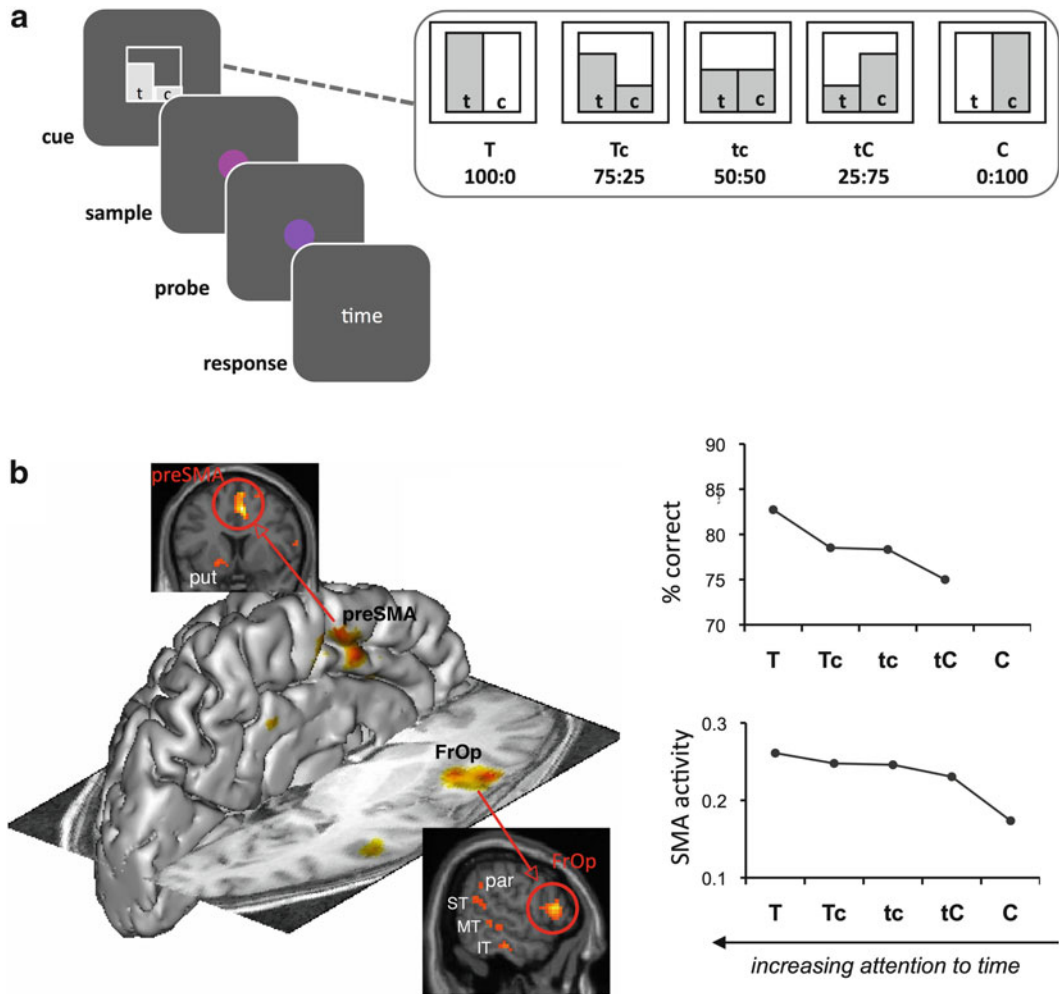 a
t c
cue
sample
probe
time
response
t c
t c
t c
t c
t c
T Tc tc tC C
100:0 75:25 50:50 25:75 0:100
b
preSMA
put
preSMA
FrOp
FrOp
par
ST
MT
IT
90
85
80
75
70
% correct
T Tc tc tC C
0.3
0.2
0.1
SMA activity
T Tc tc tC C
increasing attention to time